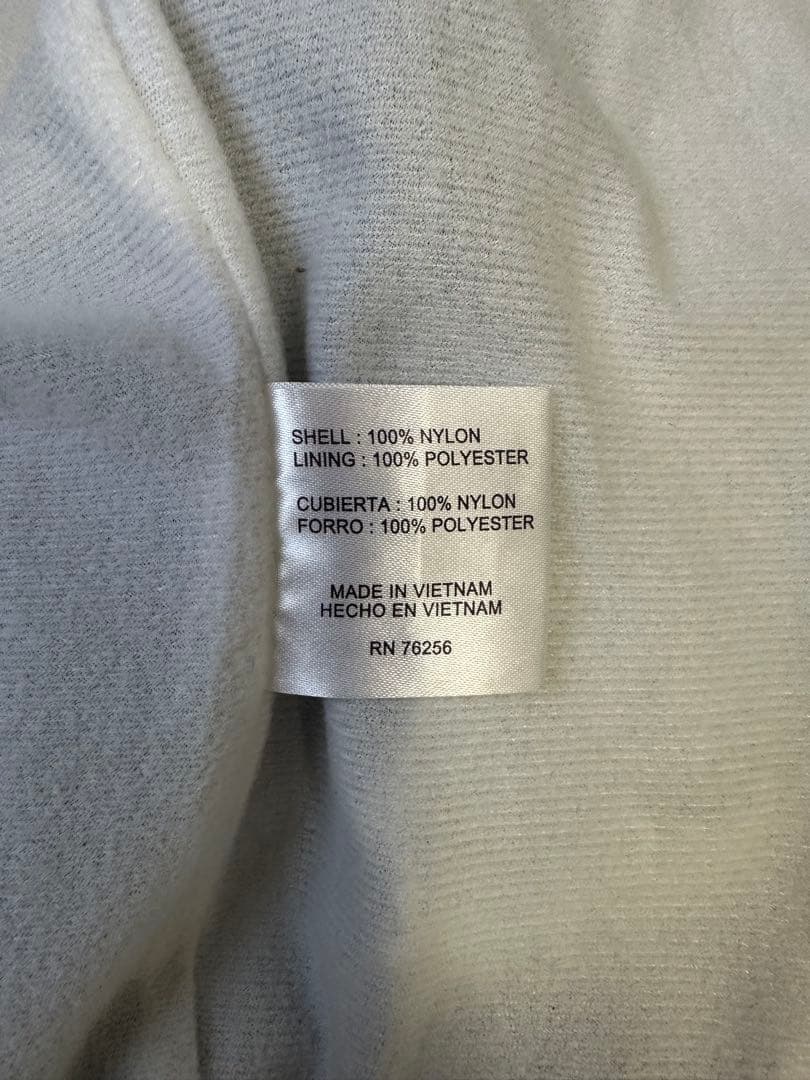 SHELL : 100% NYLON
LINING : 100% POLYESTER
CUBIERTA : 100% NYLON
FORRO : 100% POLYESTER
MADE IN VIETNAM
HECHO EN VIETNAM
RN 76256